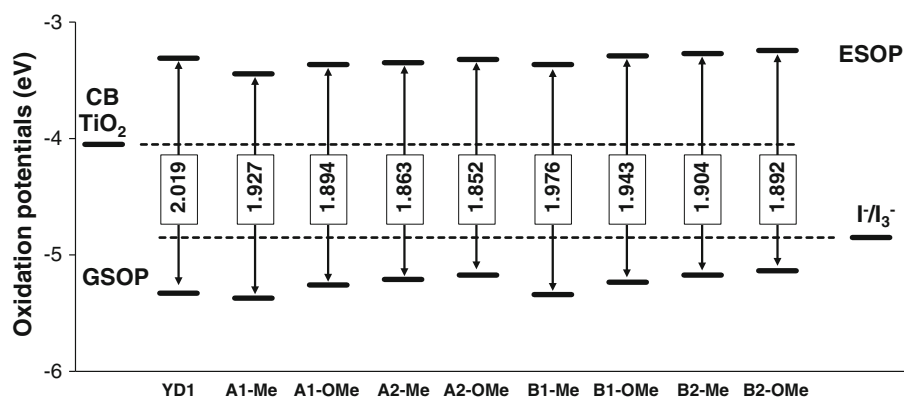 Oxidation potentials (eV)
-3
-4
-5
-6
CB
TiO₂
GSOP
ESOP
I⁻/I₃⁻
2.019
1.927
1.894
1.863
1.852
1.976
1.943
1.904
1.892
YD1 A1-Me A1-OMe A2-Me A2-OMe B1-Me B1-OMe B2-Me B2-OMe